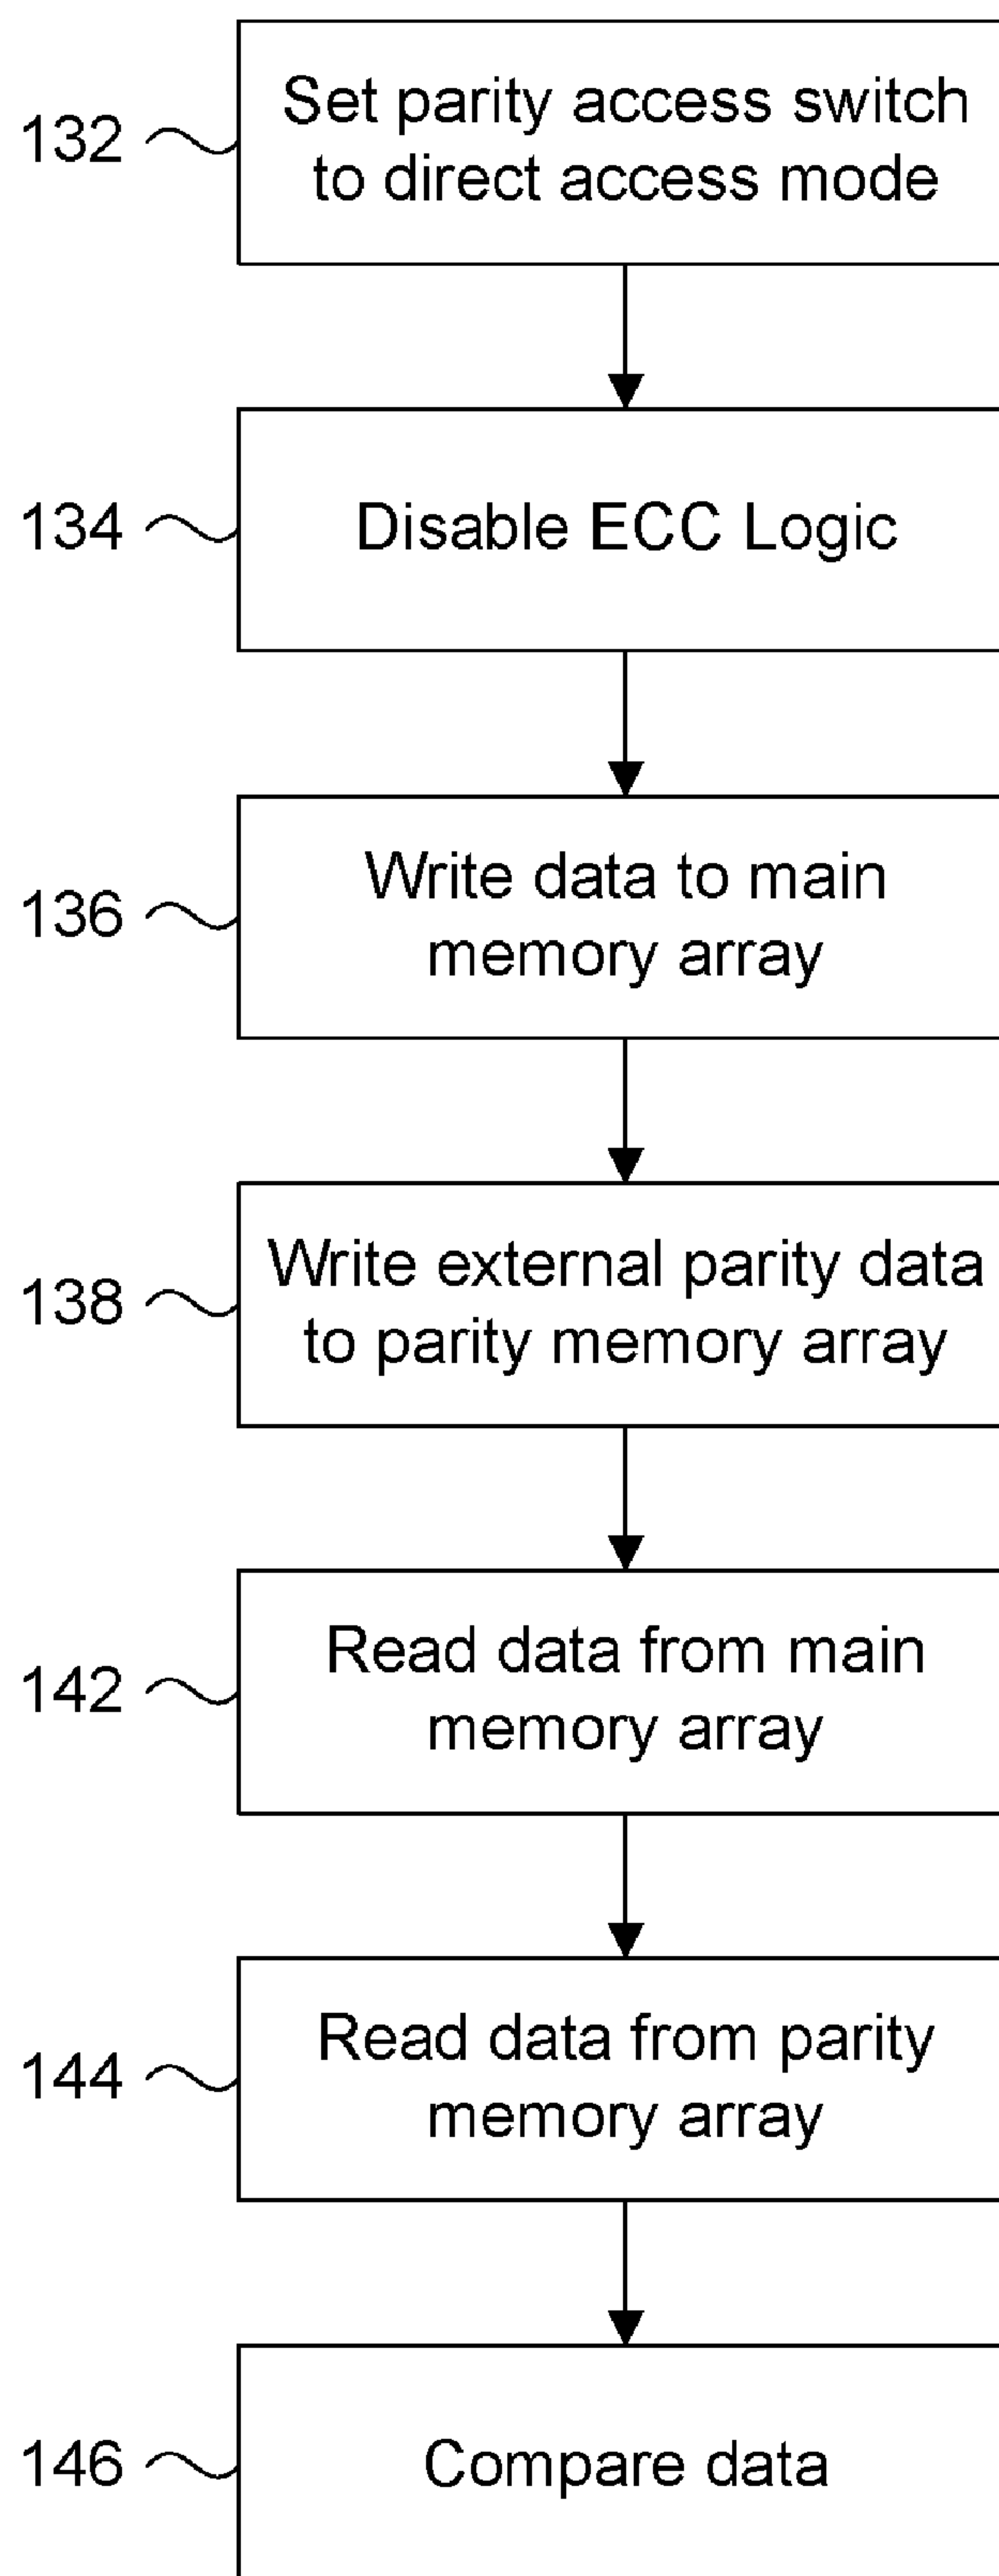 132
Set parity access switch
to direct access mode
134
Disable ECC Logic
136
Write data to main
memory array
138
Write external parity data
to parity memory array
142
Read data from main
memory array
144
Read data from parity
memory array
146
Compare data